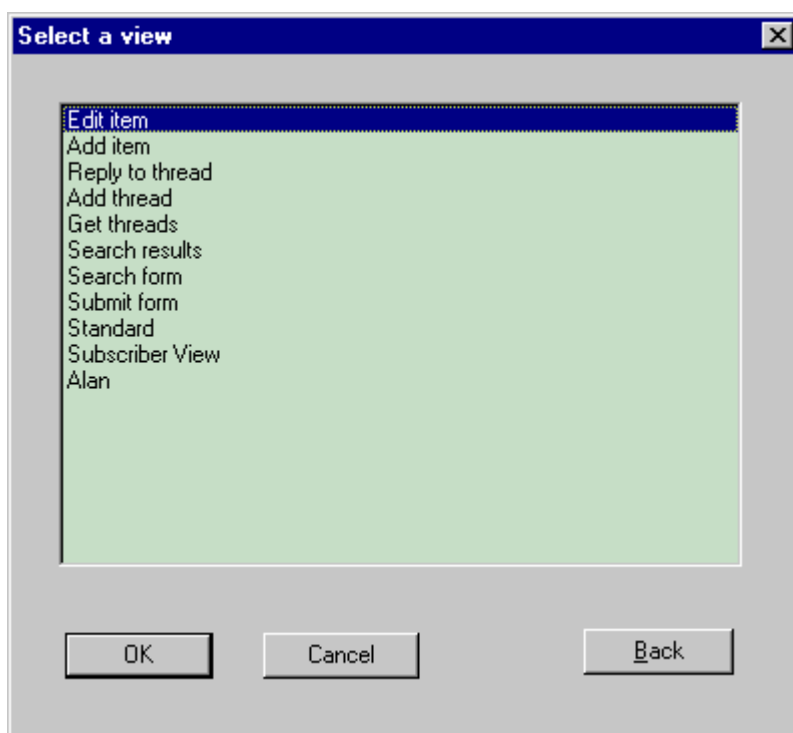 Select a view
Edit item
Add item
Reply to thread
Add thread
Get threads
Search results
Search form
Submit form
Standard
Subscriber View
Alan
OK Cancel Back